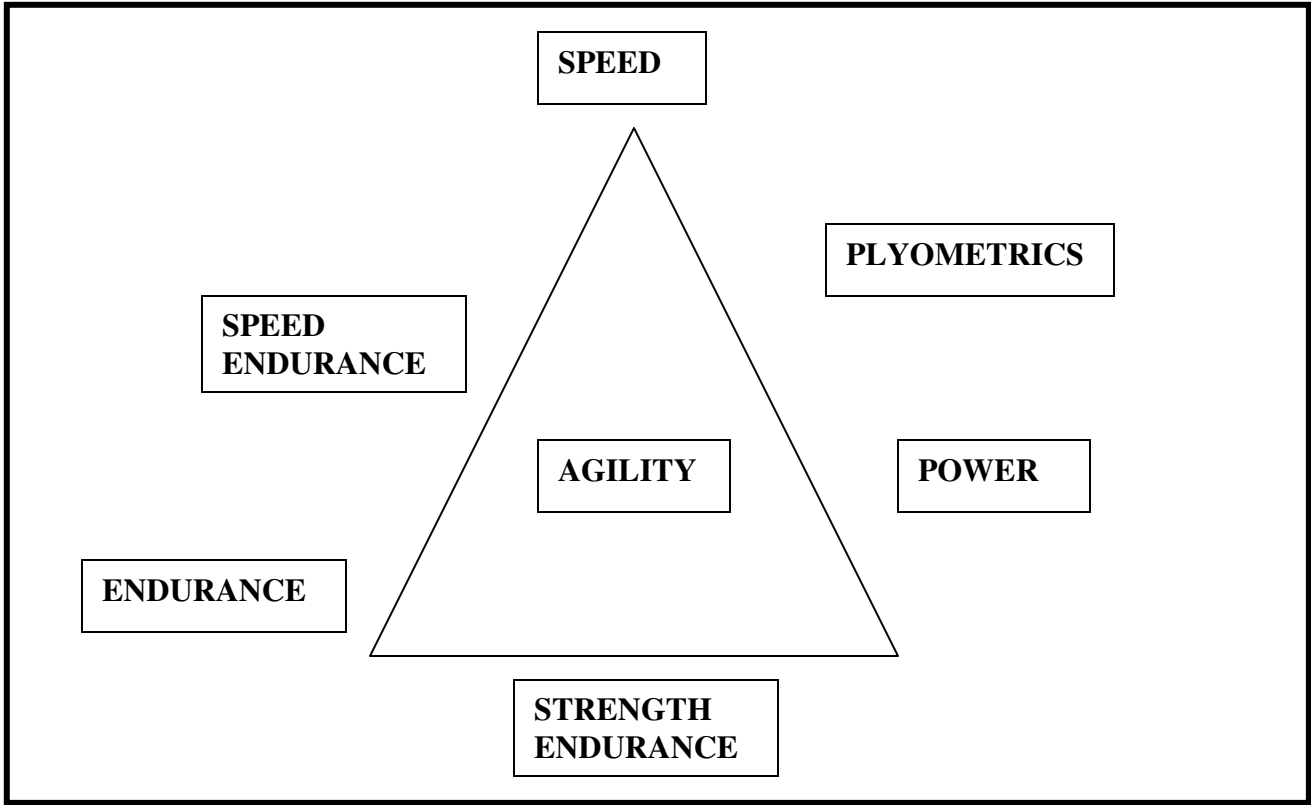 SPEED
PLYOMETRICS
SPEED
ENDURANCE
AGILITY
POWER
ENDURANCE
STRENGTH
ENDURANCE